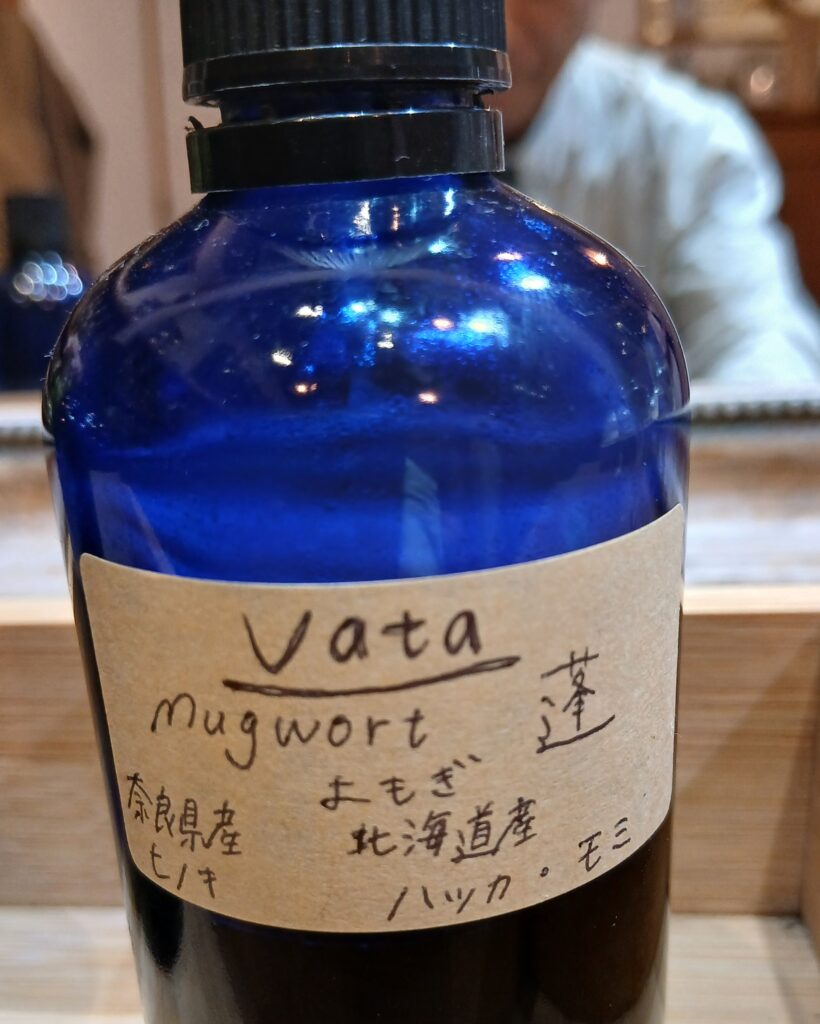 Vata
mugwort 蓬
よもぎ
奈良県産
ヒノキ
北海道産
ハッカ・モミ